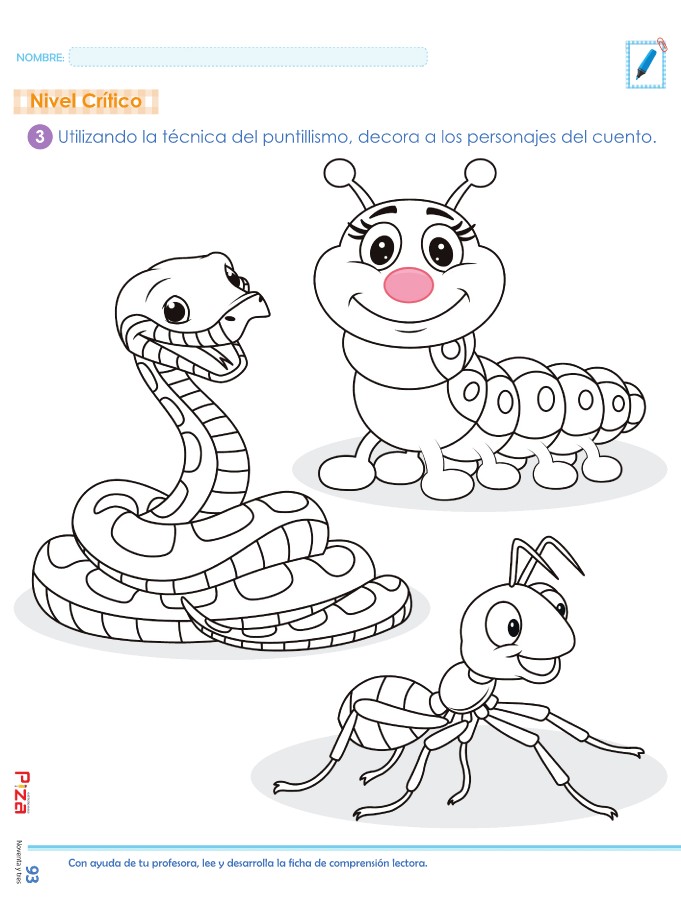 NOMBRE:
Nivel Crítico
3 Utilizando la técnica del puntillismo, decora a los personajes del cuento.
Piza
Noventa y tres
93
Con ayuda de tu profesora, lee y desarrolla la ficha de comprensión lectora.